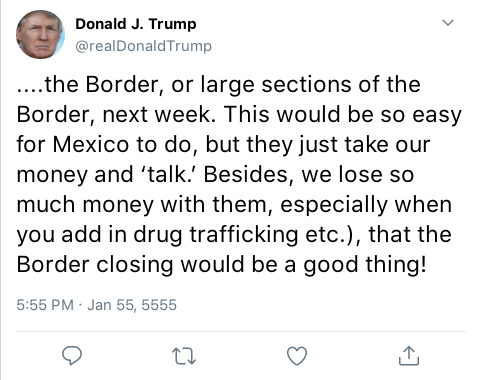 Donald J. Trump
@realDonaldTrump
....the Border, or large sections of the
Border, next week. This would be so easy
for Mexico to do, but they just take our
money and ‘talk.’ Besides, we lose so
much money with them, especially when
you add in drug trafficking etc.), that the
Border closing would be a good thing!
5:55 PM · Jan 55, 5555